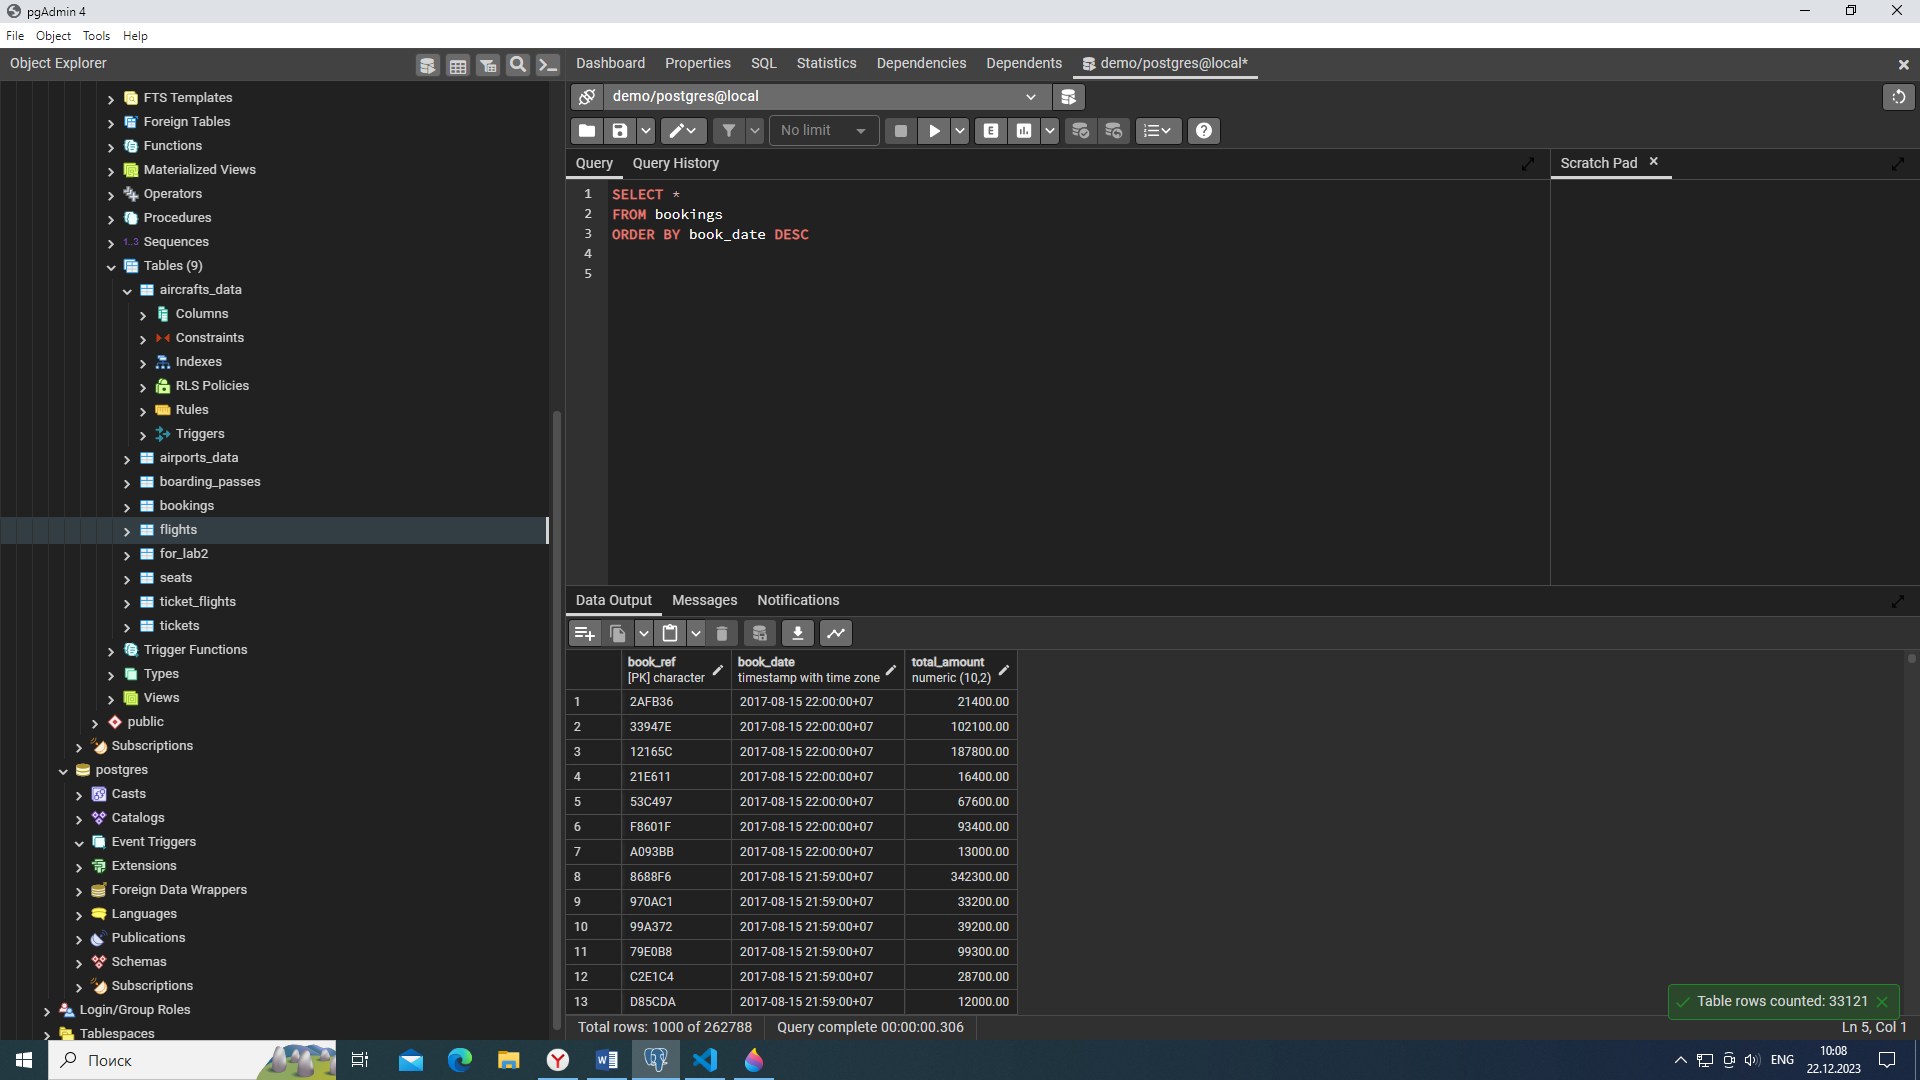 pgAdmin 4
File Object Tools Help
Object Explorer
Dashboard Properties SQL Statistics Dependencies Dependents demo/postgres@local*
demo/postgres@local
No limit
Query Query History
Scratch Pad
1 SELECT *
2 FROM bookings
3 ORDER BY book_date DESC
4
5
FTS Templates
Foreign Tables
Functions
Materialized Views
Operators
Procedures
1..3 Sequences
Tables (9)
aircrafts_data
Columns
Constraints
Indexes
RLS Policies
Rules
Triggers
airports_data
boarding_passes
bookings
flights
for_lab2
seats
ticket_flights
tickets
Trigger Functions
Types
Views
public
Subscriptions
postgres
Casts
Catalogs
Event Triggers
Extensions
Foreign Data Wrappers
Languages
Publications
Schemas
Subscriptions
Login/Group Roles
Tablespaces
Data Output Messages Notifications
book_ref book_date total_amount
[PK] character timestamp with time zone numeric (10,2)
1 2AFB36 2017-08-15 22:00:00+07 21400.00
2 33947E 2017-08-15 22:00:00+07 102100.00
3 12165C 2017-08-15 22:00:00+07 187800.00
4 21E611 2017-08-15 22:00:00+07 16400.00
5 53C497 2017-08-15 22:00:00+07 67600.00
6 F8601F 2017-08-15 22:00:00+07 93400.00
7 A093BB 2017-08-15 22:00:00+07 13000.00
8 8688F6 2017-08-15 21:59:00+07 342300.00
9 970AC1 2017-08-15 21:59:00+07 33200.00
10 99A372 2017-08-15 21:59:00+07 39200.00
11 79E0B8 2017-08-15 21:59:00+07 99300.00
12 C2E1C4 2017-08-15 21:59:00+07 28700.00
13 D85CDA 2017-08-15 21:59:00+07 12000.00
Table rows counted: 33121
Total rows: 1000 of 262788 Query complete 00:00:00.306
Ln 5, Col 1
Поиск
ENG
10:08
22.12.2023